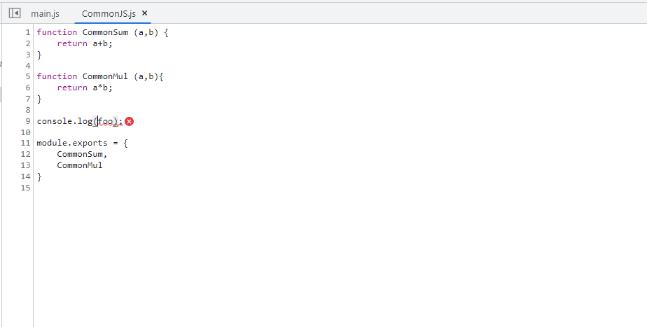 main.js CommonJS.js ×
1 function CommonSum (a,b) {
2 return a+b;
3 }
4
5 function CommonMul (a,b){
6 return a*b;
7 }
8
9 console.log(foo);
10
11 module.exports = {
12 CommonSum,
13 CommonMul
14 }
15